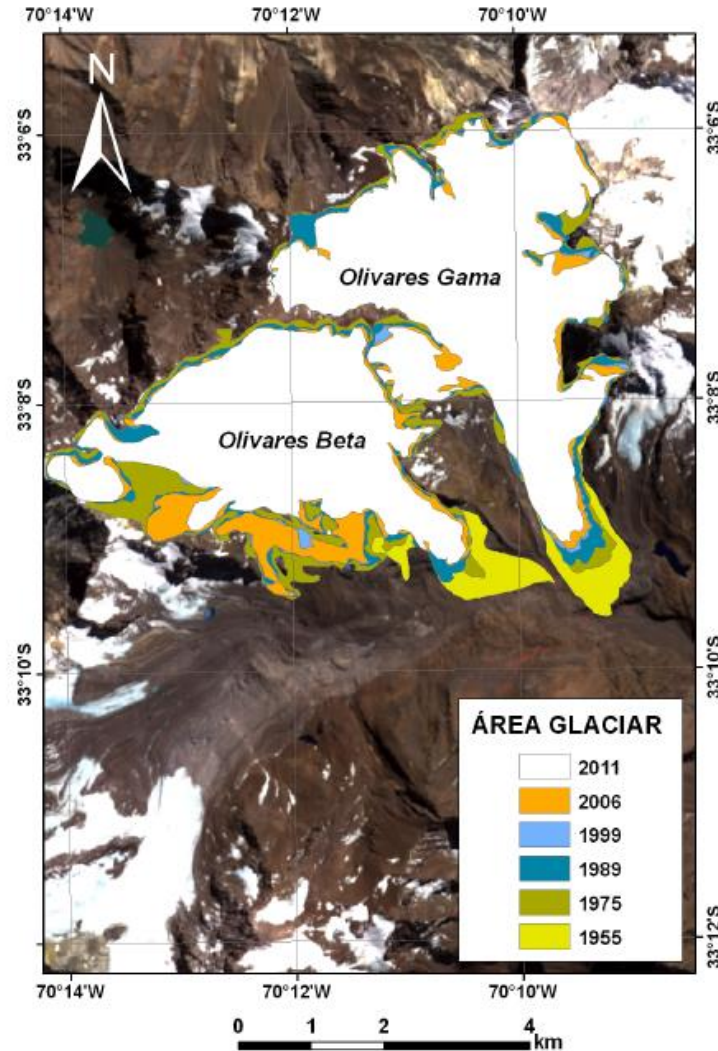 70°14'W 70°12'W 70°10'W
N
33°6'S 33°6'S
Olivares Gama
33°8'S 33°8'S
Olivares Beta
33°10'S 33°10'S
ÁREA GLACIAR
2011
2006
1999
1989
1975
1955
33°12'S 33°12'S
70°14'W 70°12'W 70°10'W
0 1 2 4
km